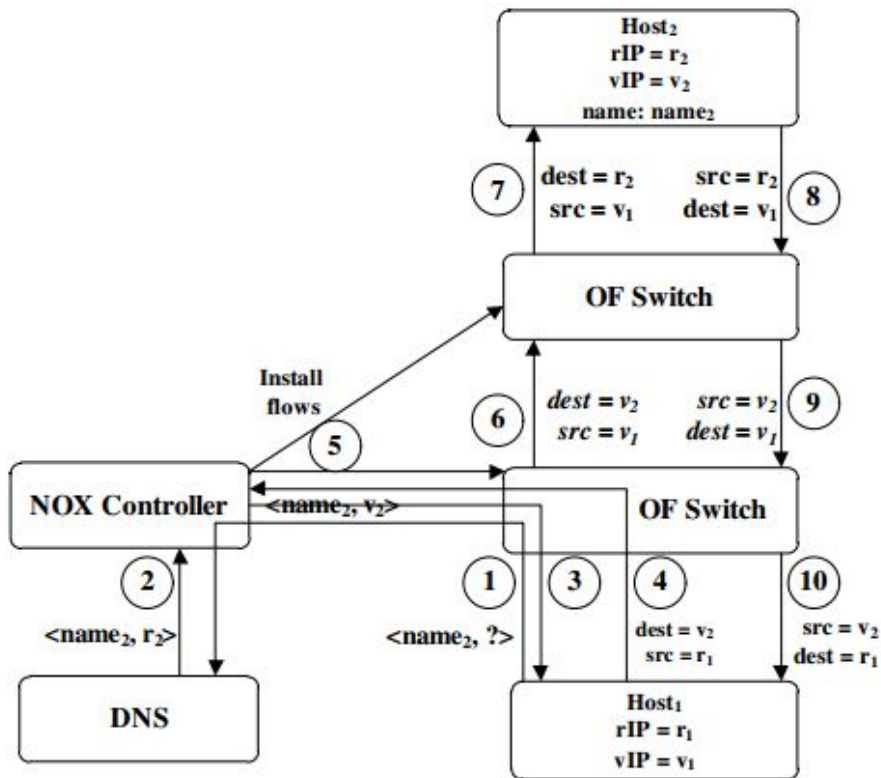 Host₂
rIP = r₂
vIP = v₂
name: name₂
7
dest = r₂
src = v₁
src = r₂
dest = v₁
8
OF Switch
Install
flows
5
6
dest = v₂
src = v₁
src = v₂
dest = v₁
9
NOX Controller
<name₂, v₂>
OF Switch
2
<name₂, r₂>
1
<name₂, ?>
3
4
dest = v₂
src = r₁
10
src = v₂
dest = r₁
DNS
Host₁
rIP = r₁
vIP = v₁